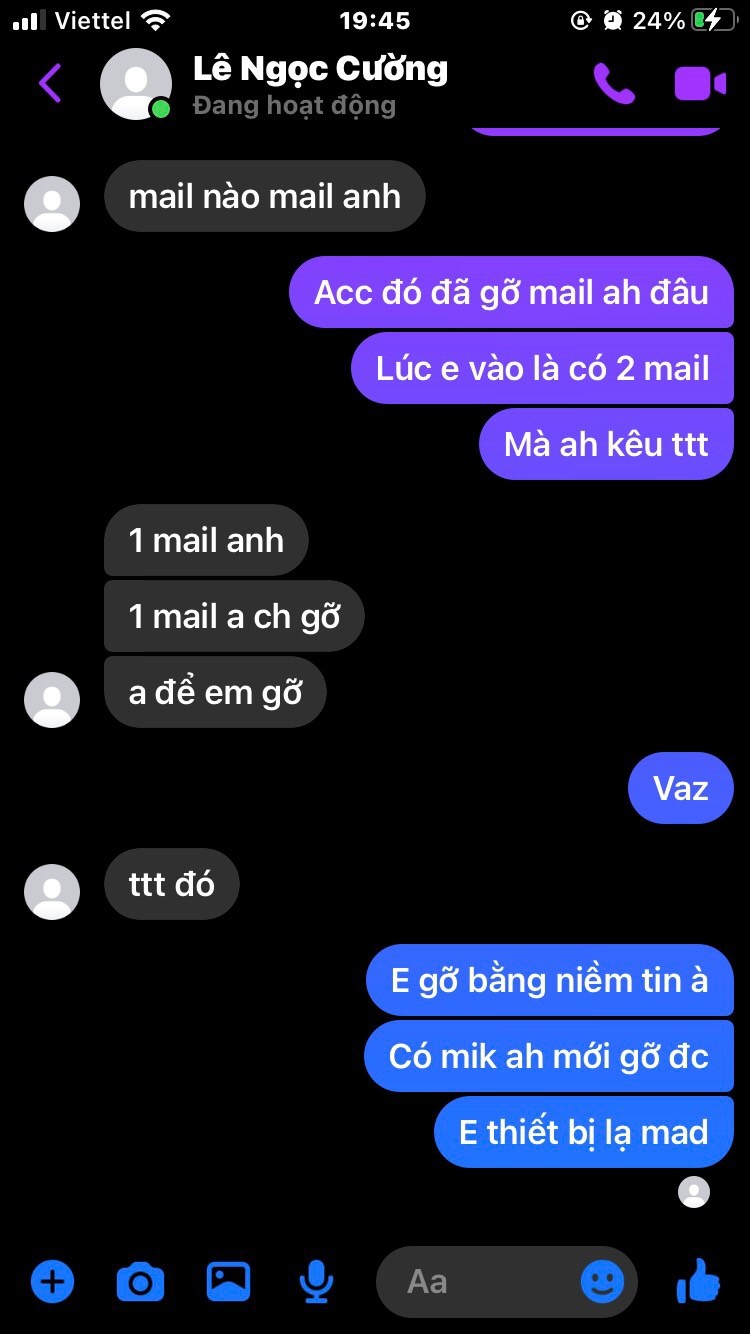 Viettel 19:45 24%
Lê Ngọc Cường
Đang hoạt động
mail nào mail anh
Acc đó đã gỡ mail ah đâu
Lúc e vào là có 2 mail
Mà ah kêu ttt
1 mail anh
1 mail a ch gỡ
a để em gỡ
Vaz
ttt đó
E gỡ bằng niềm tin à
Có mik ah mới gỡ đc
E thiết bị lạ mad
Aa